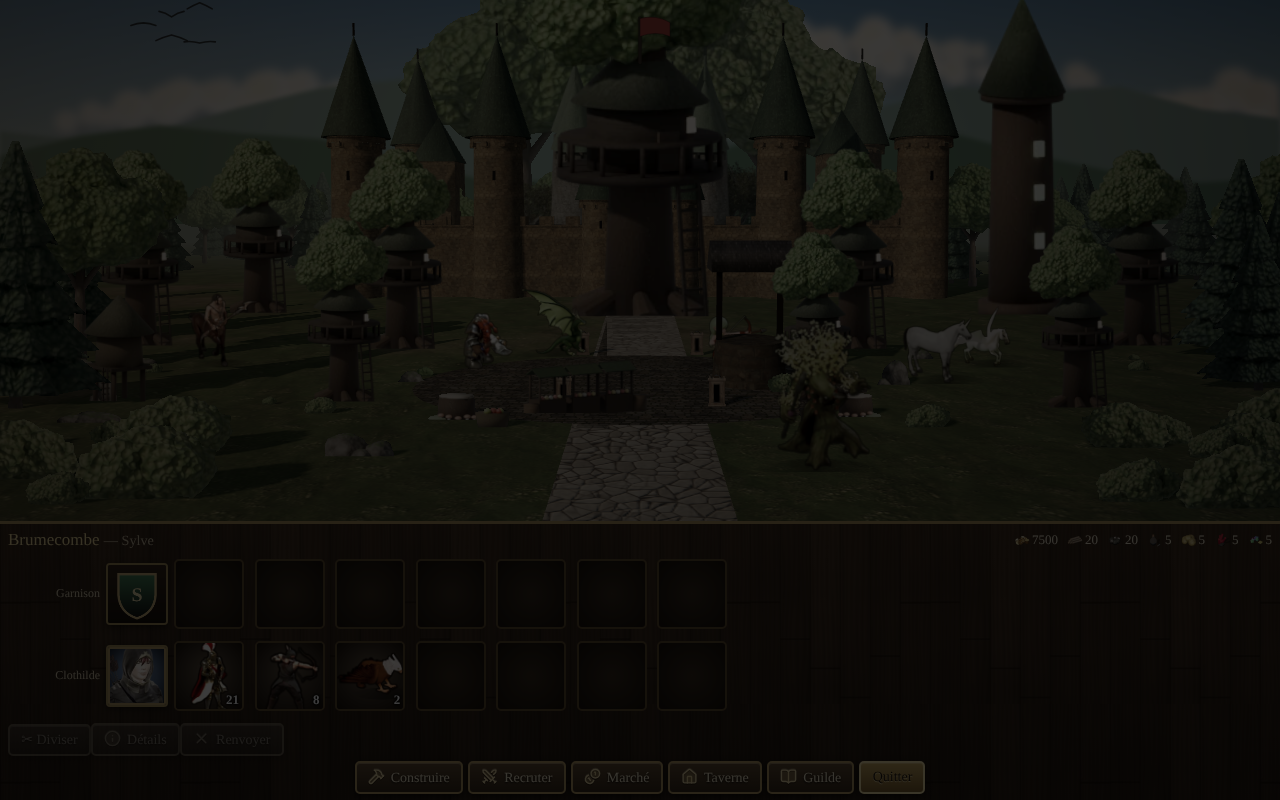 Brumecombe — Sylve
7500 20 20 5 5 5 5
Garnison
S
Clothilde
21 8 2
Diviser Détails Renvoyer
Construire Recruter Marché Taverne Guilde Quitter